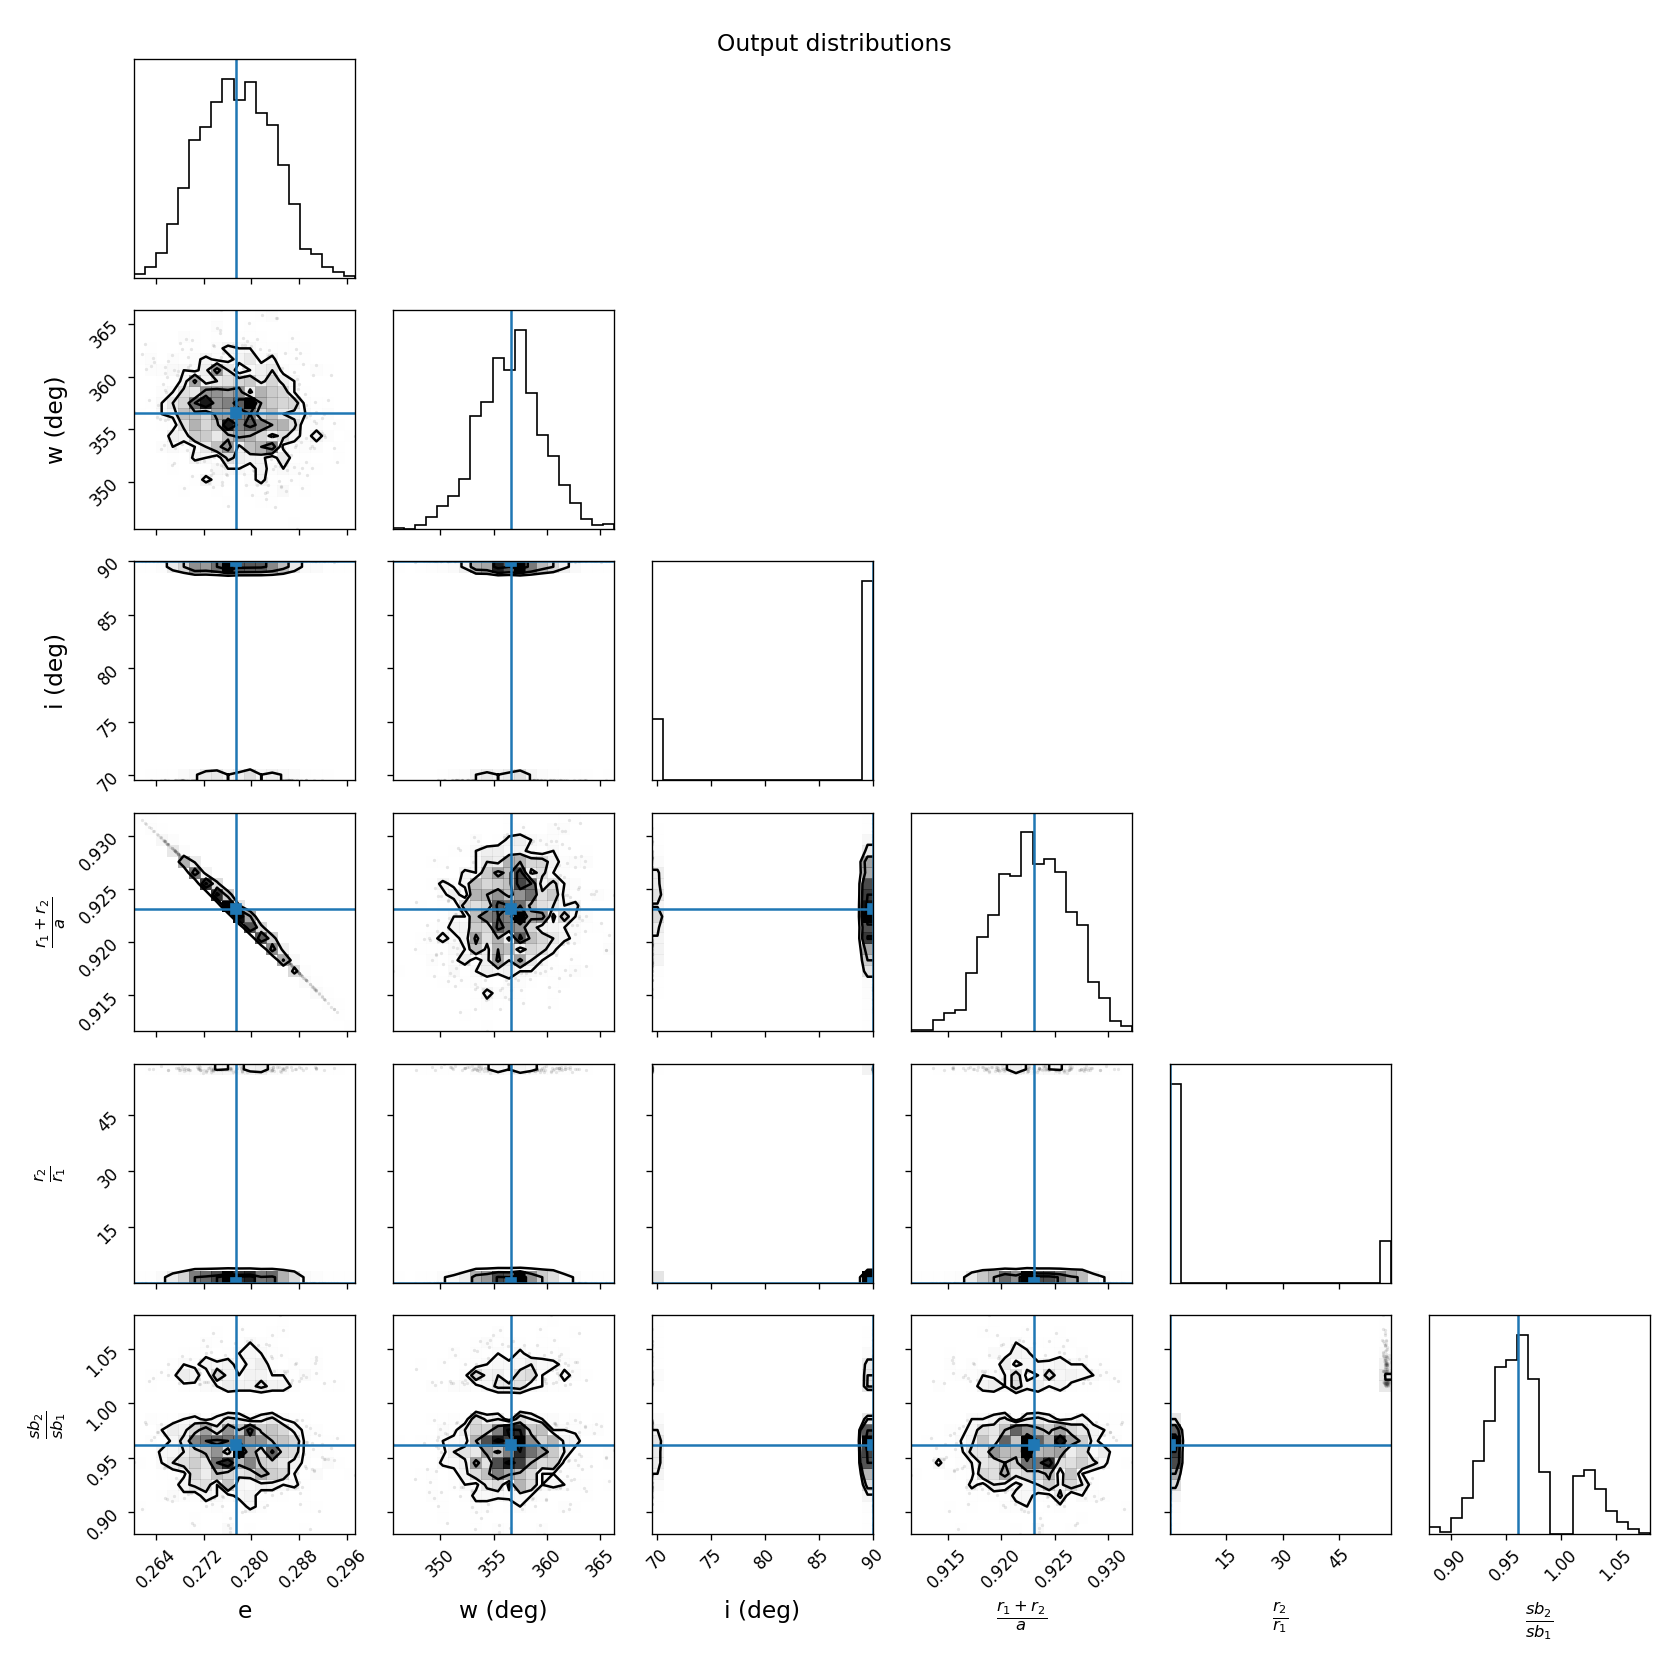 Output distributions
365
360
355
350
w (deg)
90
85
80
75
70
i (deg)
0.930
0.925
0.920
0.915
r₁ + r₂
a
45
30
15
r₂
r₁
1.05
1.00
0.95
0.90
sb₂
sb₁
0.264 0.272 0.280 0.288 0.296
350 355 360 365
70 75 80 85 90
0.915 0.920 0.925 0.930
15 30 45
0.90 0.95 1.00 1.05
e
w (deg)
i (deg)
r₁ + r₂
a
r₂
r₁
sb₂
sb₁